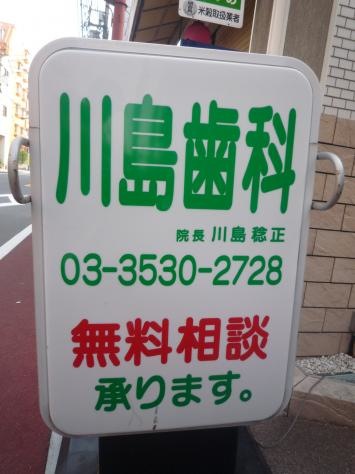 米穀取扱業者
川島歯科
院長 川島稔正
03-3530-2728
無料相談
承ります。